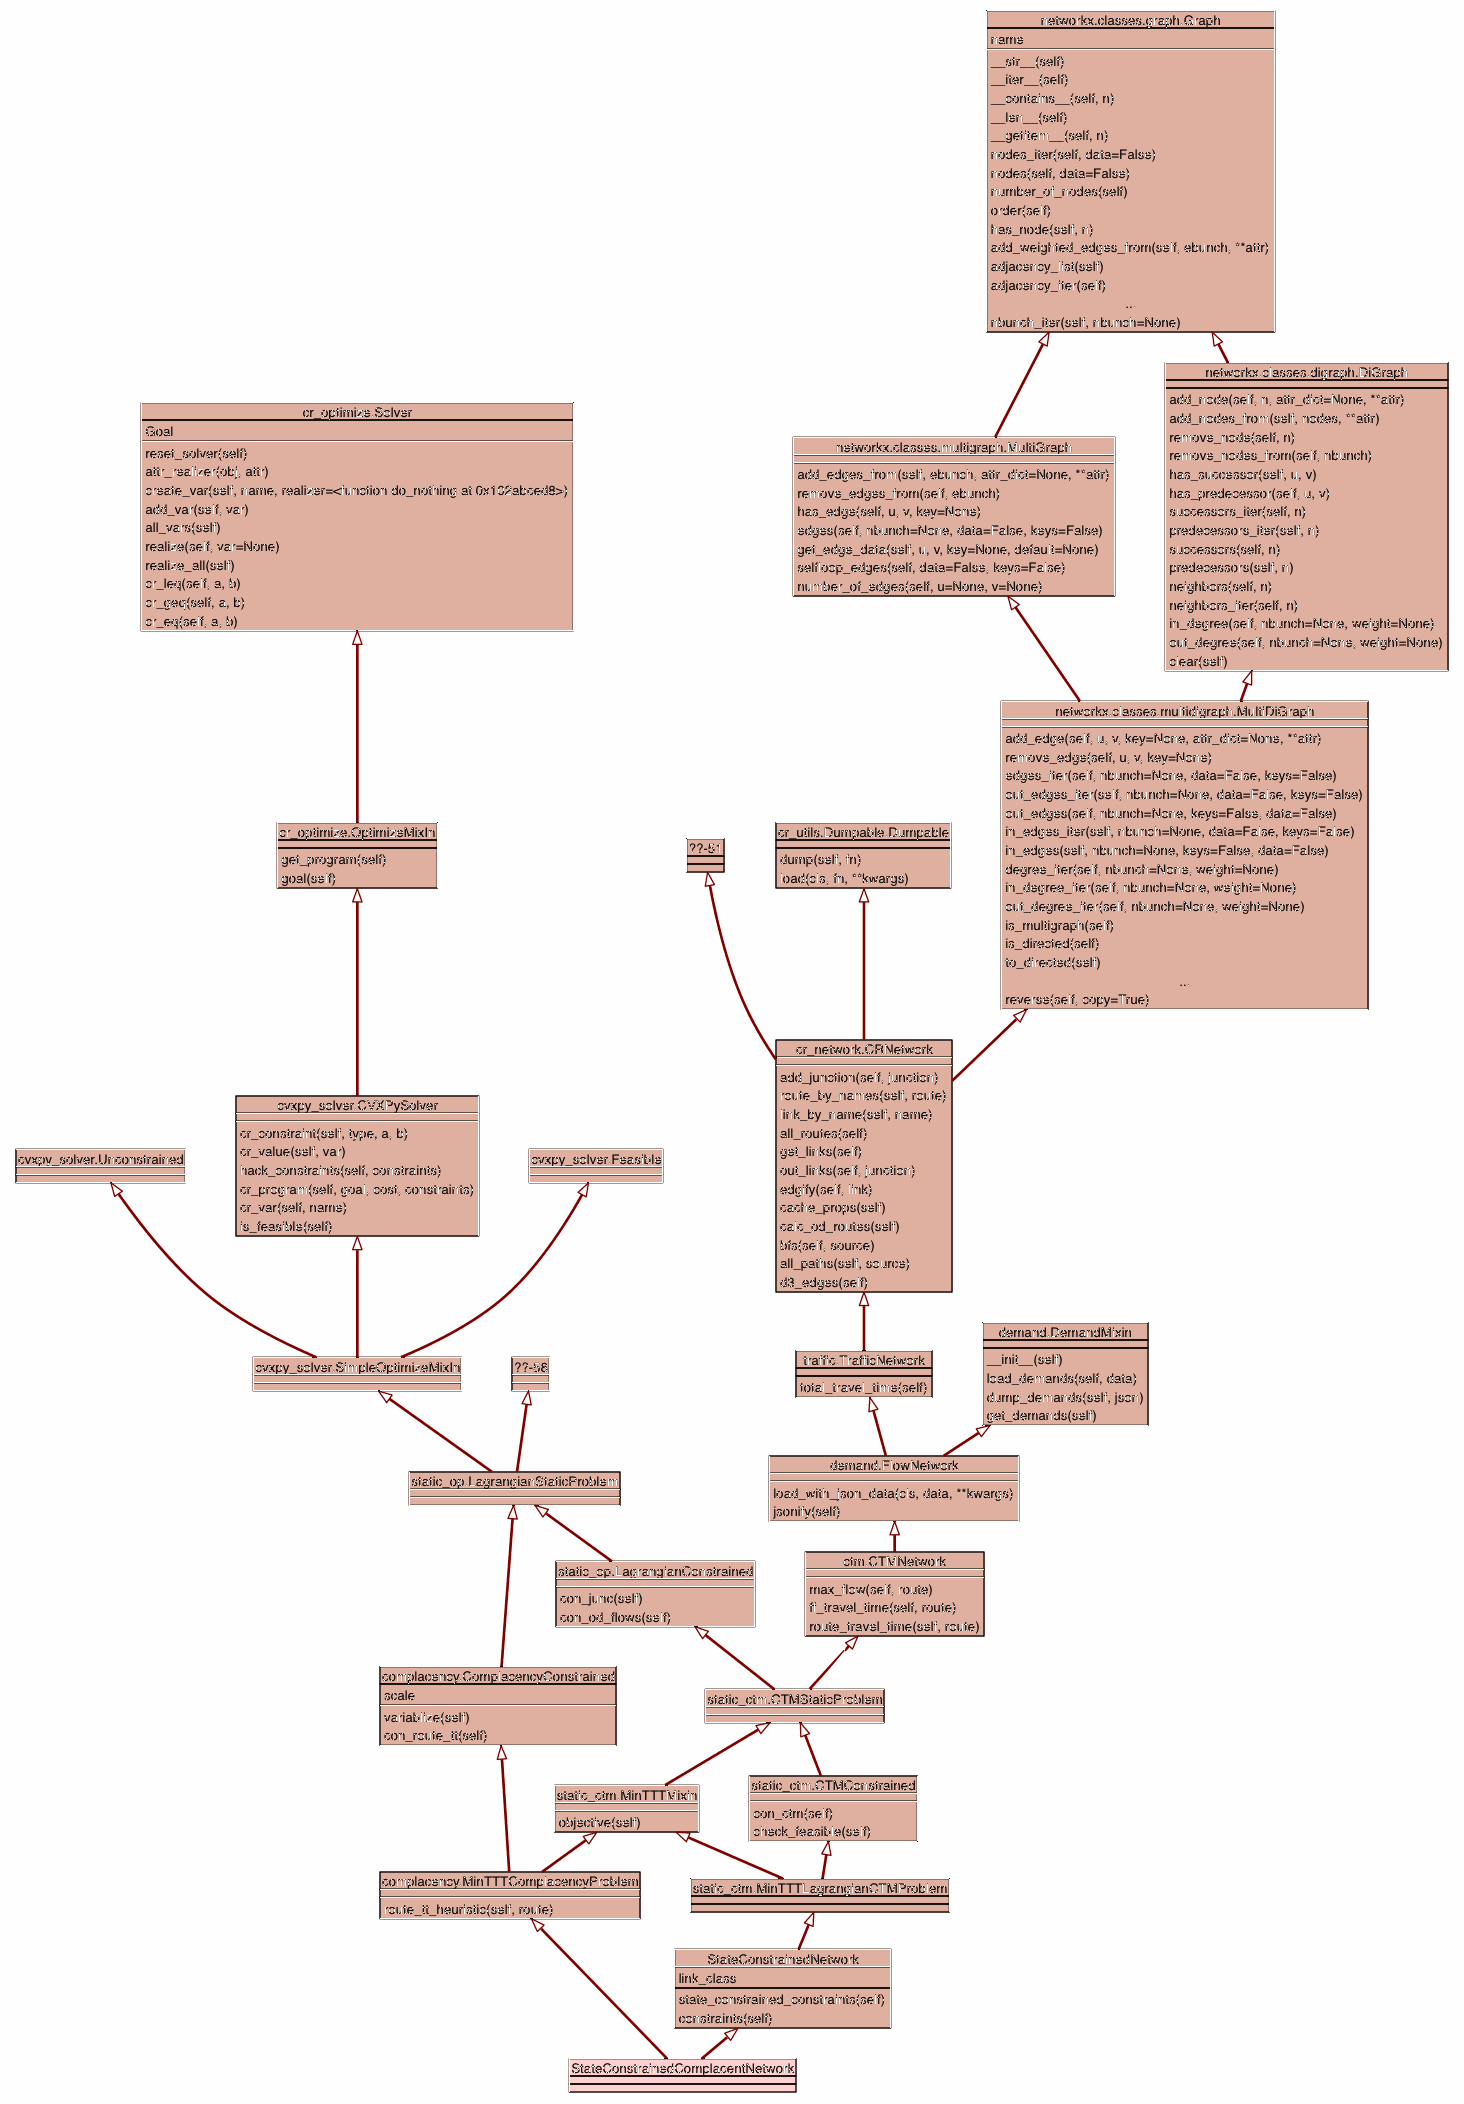 networkx.classes.graph.Graph
name
__str__(self)
__iter__(self)
__contains__(self, n)
__len__(self)
__getitem__(self, n)
nodes_iter(self, data=False)
nodes(self, data=False)
number_of_nodes(self)
order(self)
has_node(self, n)
add_weighted_edges_from(self, ebunch, **attr)
adjacency_list(self)
adjacency_iter(self)
...
nbunch_iter(self, nbunch=None)
networkx.classes.digraph.DiGraph
add_node(self, n, attr_dict=None, **attr)
add_nodes_from(self, nodes, **attr)
remove_node(self, n)
remove_nodes_from(self, nbunch)
has_successor(self, u, v)
has_predecessor(self, u, v)
successors_iter(self, n)
predecessors_iter(self, n)
successors(self, n)
predecessors(self, n)
neighbors(self, n)
neighbors_iter(self, n)
in_degree(self, nbunch=None, weight=None)
out_degree(self, nbunch=None, weight=None)
clear(self)
cr_optimize.Solver
Goal
reset_solver(self)
attr_realizer(obj, attr)
create_var(self, name, realizer=<function do_nothing at 0x102abced8>)
add_var(self, var)
all_vars(self)
realize(self, var=None)
realize_all(self)
cr_leq(self, a, b)
cr_geq(self, a, b)
cr_eq(self, a, b)
networkx.classes.multigraph.MultiGraph
add_edges_from(self, ebunch, attr_dict=None, **attr)
remove_edges_from(self, ebunch)
has_edge(self, u, v, key=None)
edges(self, nbunch=None, data=False, keys=False)
get_edge_data(self, u, v, key=None, default=None)
selfloop_edges(self, data=False, keys=False)
number_of_edges(self, u=None, v=None)
networkx.classes.multidigraph.MultiDiGraph
add_edge(self, u, v, key=None, attr_dict=None, **attr)
remove_edge(self, u, v, key=None)
edges_iter(self, nbunch=None, data=False, keys=False)
out_edges_iter(self, nbunch=None, data=False, keys=False)
out_edges(self, nbunch=None, keys=False, data=False)
in_edges_iter(self, nbunch=None, data=False, keys=False)
in_edges(self, nbunch=None, keys=False, data=False)
degree_iter(self, nbunch=None, weight=None)
in_degree_iter(self, nbunch=None, weight=None)
out_degree_iter(self, nbunch=None, weight=None)
is_multigraph(self)
is_directed(self)
to_directed(self)
...
reverse(self, copy=True)
cr_optimize.OptimizeMixIn
get_program(self)
goal(self)
??-51
cr_utils.Dumpable.Dumpable
dump(self, fn)
load(cls, fn, **kwargs)
cr_network.CRNetwork
add_junction(self, junction)
route_by_names(self, route)
link_by_name(self, name)
all_routes(self)
get_links(self)
out_links(self, junction)
edgify(self, link)
cache_props(self)
calc_od_routes(self)
bfs(self, source)
all_paths(self, source)
d3_edges(self)
cvxpy_solver.CVXPySolver
cr_constraint(self, type, a, b)
cr_value(self, var)
hack_constraints(self, constraints)
cr_program(self, goal, cost, constraints)
cr_var(self, name)
is_feasible(self)
cvxpy_solver.Unconstrained
cvxpy_solver.Feasible
cvxpy_solver.SimpleOptimizeMixIn
??-58
traffic.TrafficNetwork
total_travel_time(self)
demand.DemandMixin
__init__(self)
load_demands(self, data)
dump_demands(self, json)
get_demands(self)
static_op.LagrangianStaticProblem
demand.FlowNetwork
load_with_json_data(cls, data, **kwargs)
jsonify(self)
static_op.LagrangianConstrained
con_junc(self)
con_od_flows(self)
ctm.CTMNetwork
max_flow(self, route)
ff_travel_time(self, route)
route_travel_time(self, route)
complacency.ComplacencyConstrained
scale
variablize(self)
con_route_tt(self)
static_ctm.CTMStaticProblem
static_ctm.MinTTTMixin
objective(self)
static_ctm.CTMConstrained
con_ctm(self)
check_feasible(self)
complacency.MinTTTComplacencyProblem
route_tt_heuristic(self, route)
static_ctm.MinTTTLagrangianCTMProblem
StateConstrainedNetwork
link_class
state_constrained_constraints(self)
constraints(self)
StateConstrainedComplacentNetwork